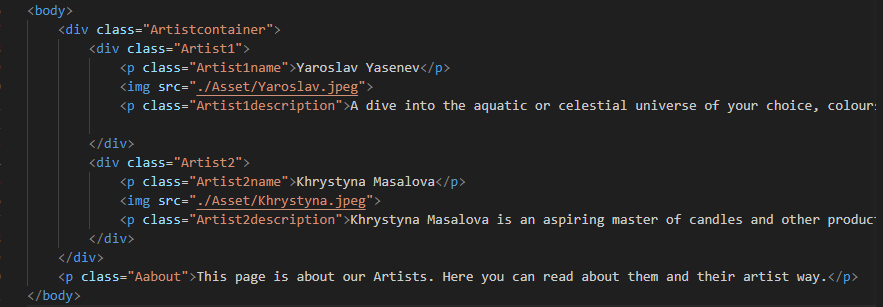 <body>
<div class="Artistcontainer">
<div class="Artist1">
<p class="Artist1name">Yaroslav Yasenev</p>
<img src="./Asset/Yaroslav.jpeg">
<p class="Artist1description">A dive into the aquatic or celestial universe of your choice, colours
</div>
<div class="Artist2">
<p class="Artist2name">Khrystyna Masalova</p>
<img src="./Asset/Khrystyna.jpeg">
<p class="Artist2description">Khrystyna Masalova is an aspiring master of candles and other product
</div>
</div>
<p class="Aabout">This page is about our Artists. Here you can read about them and their artist way.</p>
</body>